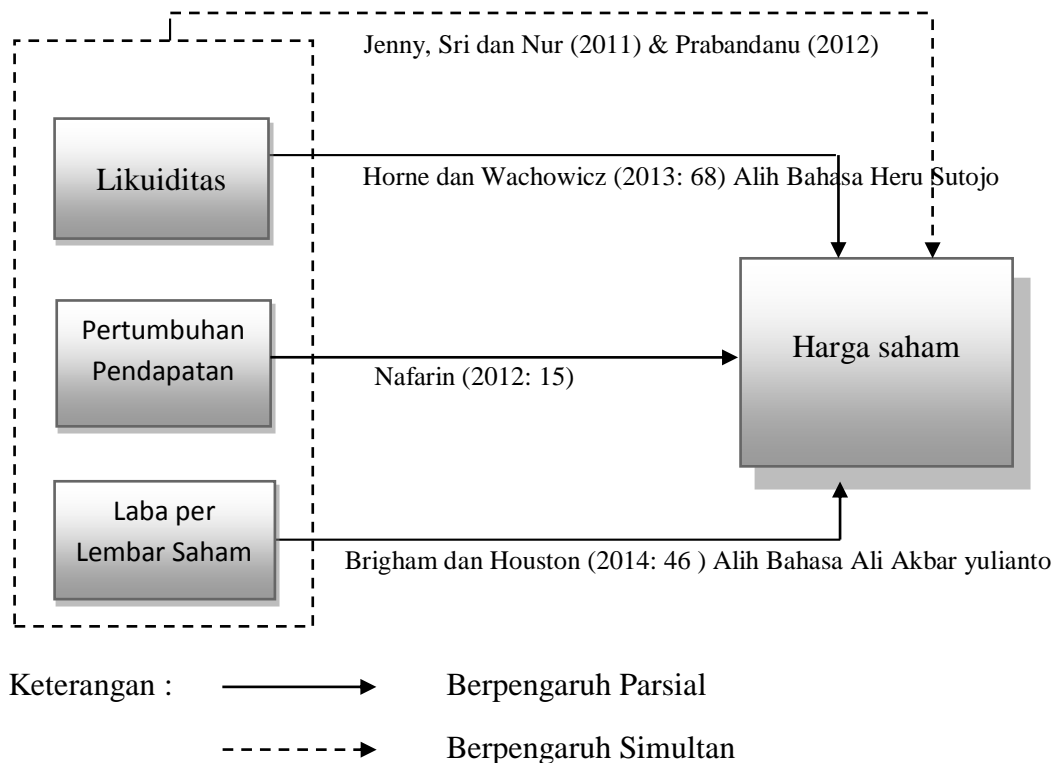 Jenny, Sri dan Nur (2011) & Prabandanu (2012)
Likuiditas
Horne dan Wachowicz (2013: 68) Alih Bahasa Heru Sutojo
Pertumbuhan
Pendapatan
Nafarin (2012: 15)
Harga saham
Laba per
Lembar Saham
Brigham dan Houston (2014: 46 ) Alih Bahasa Ali Akbar yulianto
Keterangan :
Berpengaruh Parsial
Berpengaruh Simultan